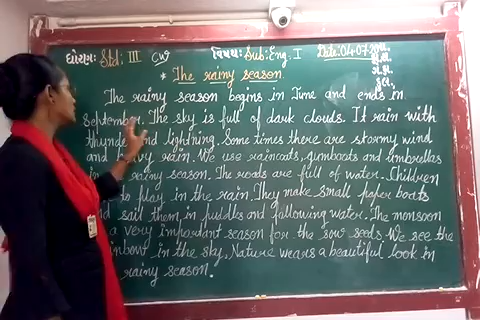 ધોરણ: Std: III CW વિષય: Sub: Eng. I Date: 04-07-
* The rainy season.
The rainy season begins in June and ends in
September. The sky is full of dark clouds. It rain with
thunder and lightning. Some times there are stormy wind
and heavy rain. We use raincoats, gumboots and umbrellas
in rainy season. The roads are full of water. Children
to play in the rain. They make small paper boats
and sail them in puddles and following water. The monsoon
a very important season for the sow seeds. We see the
rainbow in the sky. Nature wears a beautiful look in
rainy season.